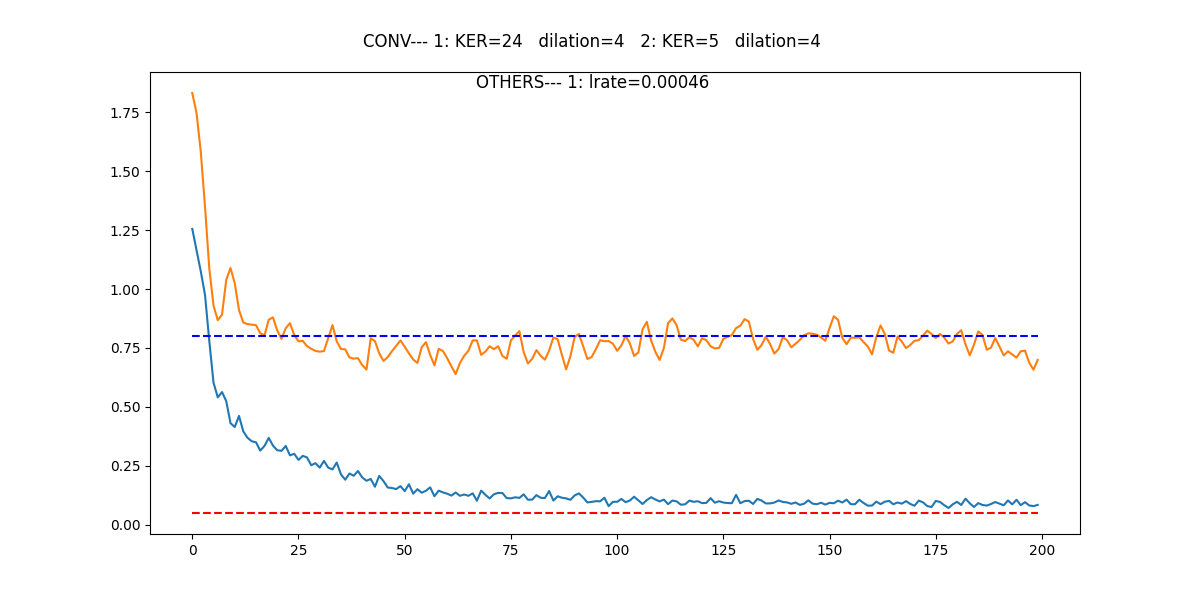 CONV--- 1: KER=24   dilation=4   2: KER=5   dilation=4
OTHERS--- 1: lrate=0.00046
1.75
1.50
1.25
1.00
0.75
0.50
0.25
0.00
0 25 50 75 100 125 150 175 200